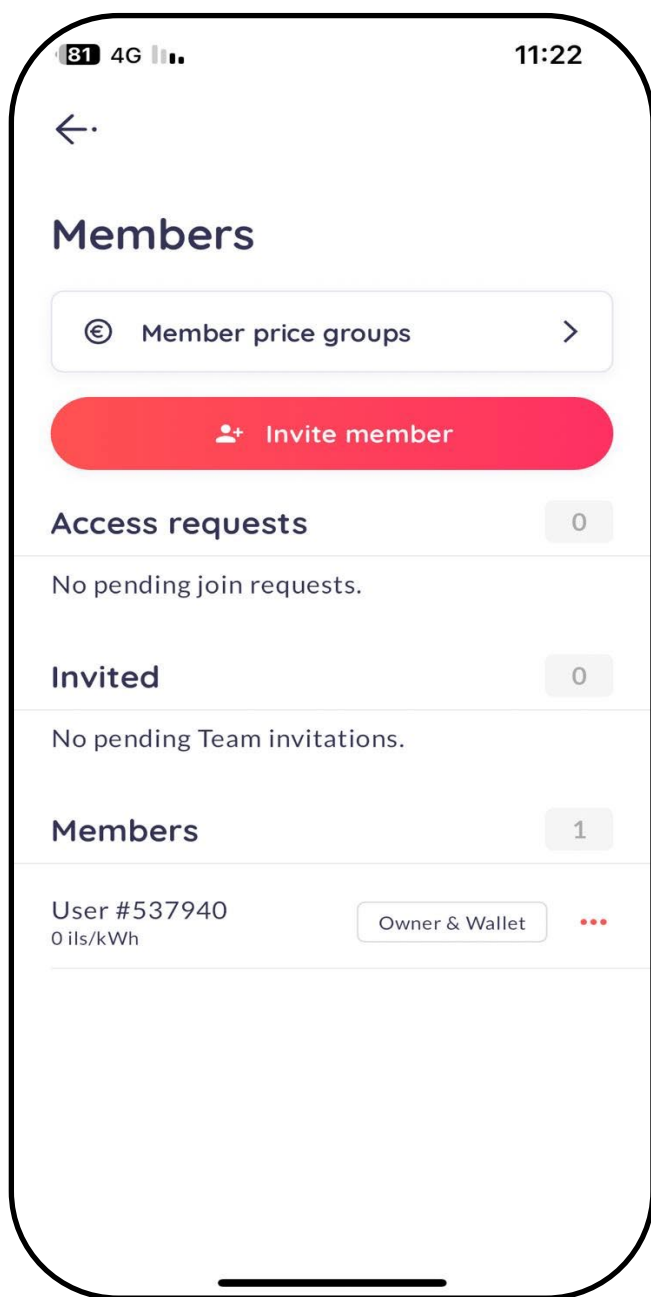 81 4G 11:22
Members
Member price groups
Invite member
Access requests 0
No pending join requests.
Invited 0
No pending Team invitations.
Members 1
User #537940 Owner & Wallet
0 ils/kWh